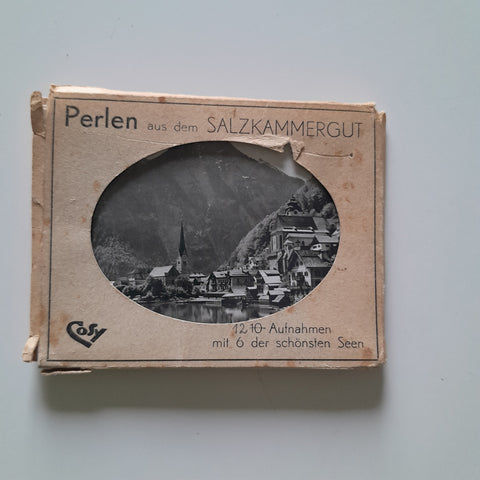 Perlen aus dem SALZKAMMERGUT
Cosy
12 10-Aufnahmen
mit 6 der schönsten Seen